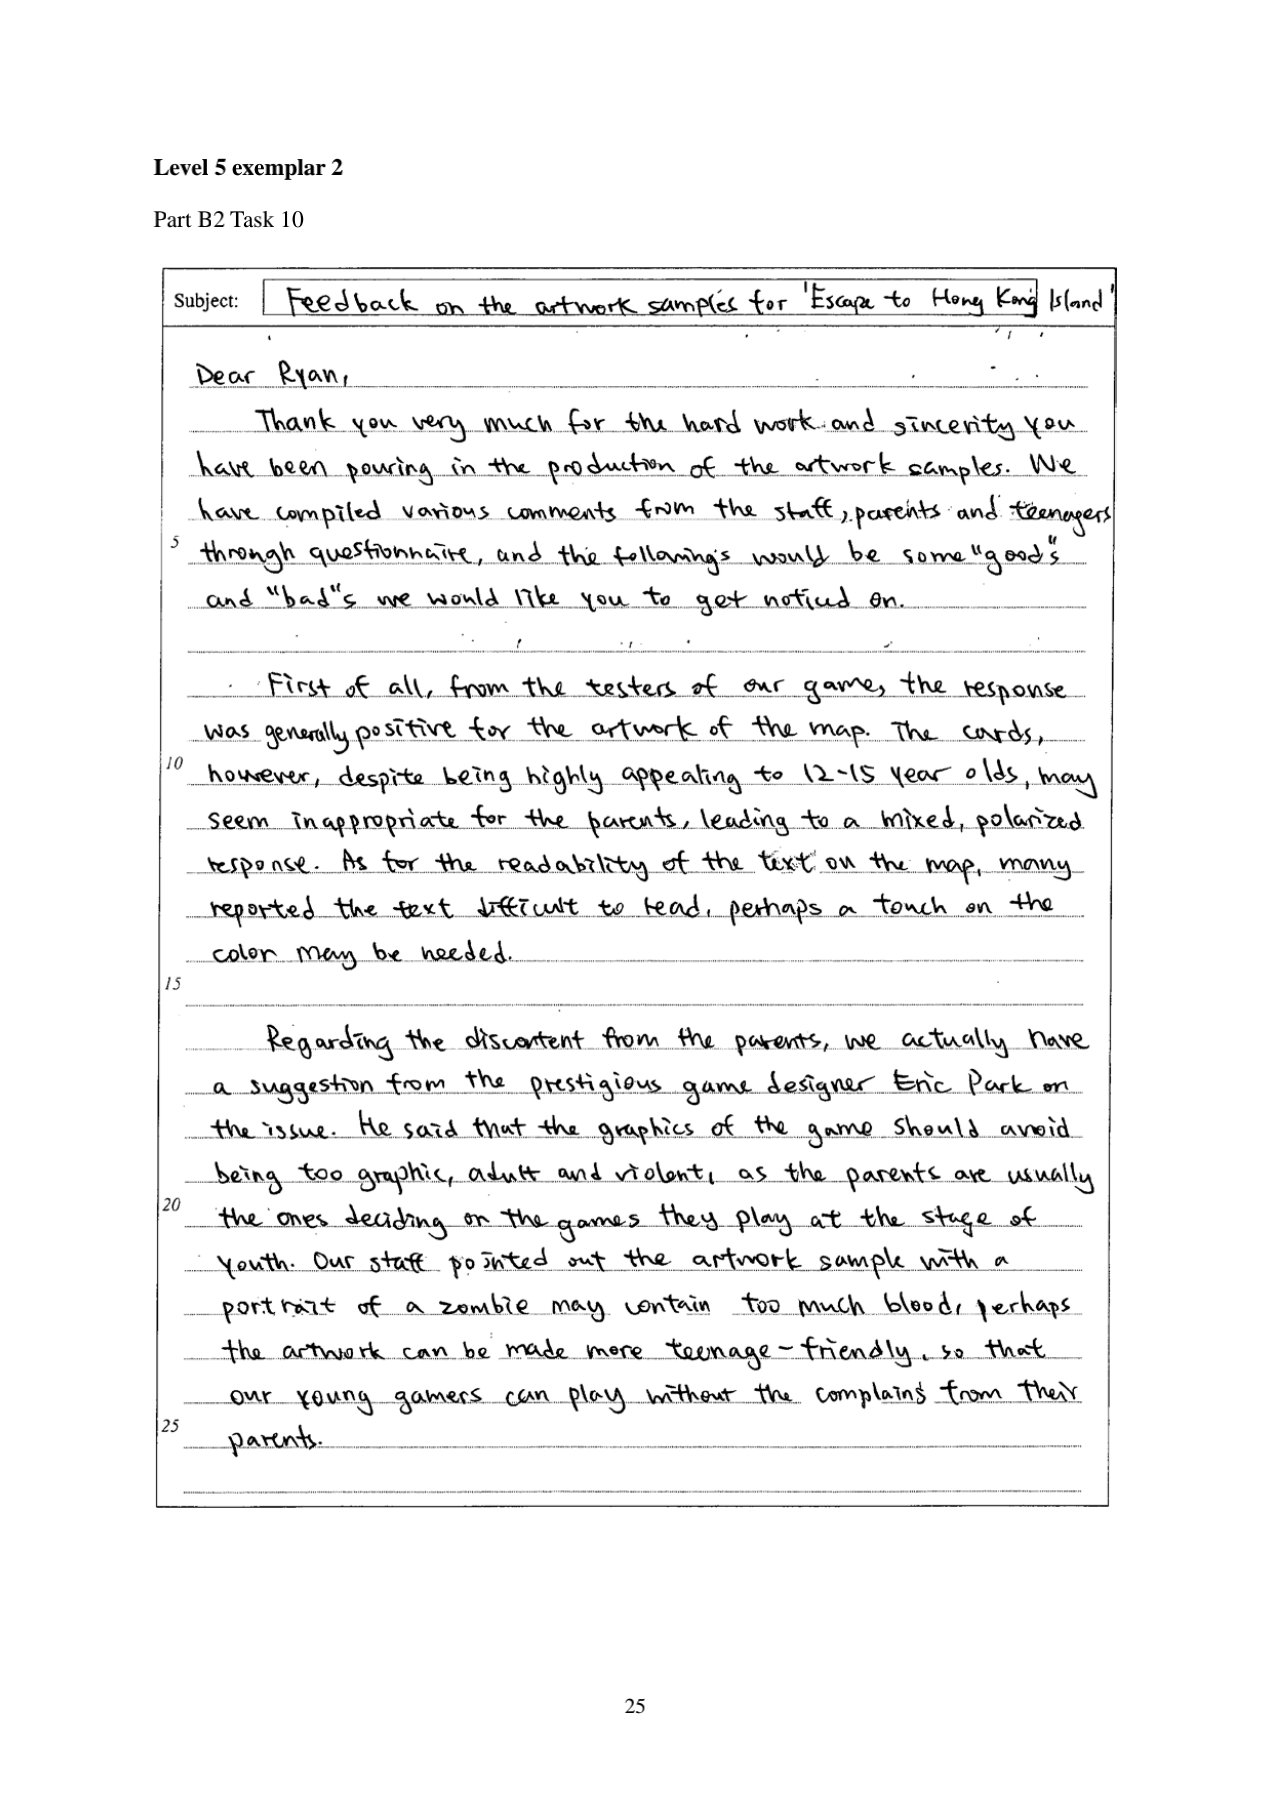 Level 5 exemplar 2
Part B2 Task 10
Subject: Feedback on the artwork samples for 'Escape to Hong Kong Island'
Dear Ryan,
Thank you very much for the hard work and sincerity you
have been pouring in the production of the artwork samples. We
have compiled various comments from the staff, parents and teenagers
5 through questionnaire, and the followings would be some "good"s
and "bad"s we would like you to get noticed on.
First of all, from the testers of our game, the response
was generally positive for the artwork of the map. The cards,
10 however, despite being highly appealing to 12-15 year olds, may
seem inappropriate for the parents, leading to a mixed, polarized
response. As for the readability of the text on the map, many
reported the text difficult to read, perhaps a touch on the
color may be needed.
15
Regarding the discontent from the parents, we actually have
a suggestion from the prestigious game designer Eric Park on
the issue. He said that the graphics of the game should avoid
being too graphic, adult and violent, as the parents are usually
20 the ones deciding on the games they play at the stage of
youth. Our staff pointed out the artwork sample with a
portrait of a zombie may contain too much blood, perhaps
the artwork can be made more teenage-friendly, so that
our young gamers can play without the complains from their
25 parents.
25